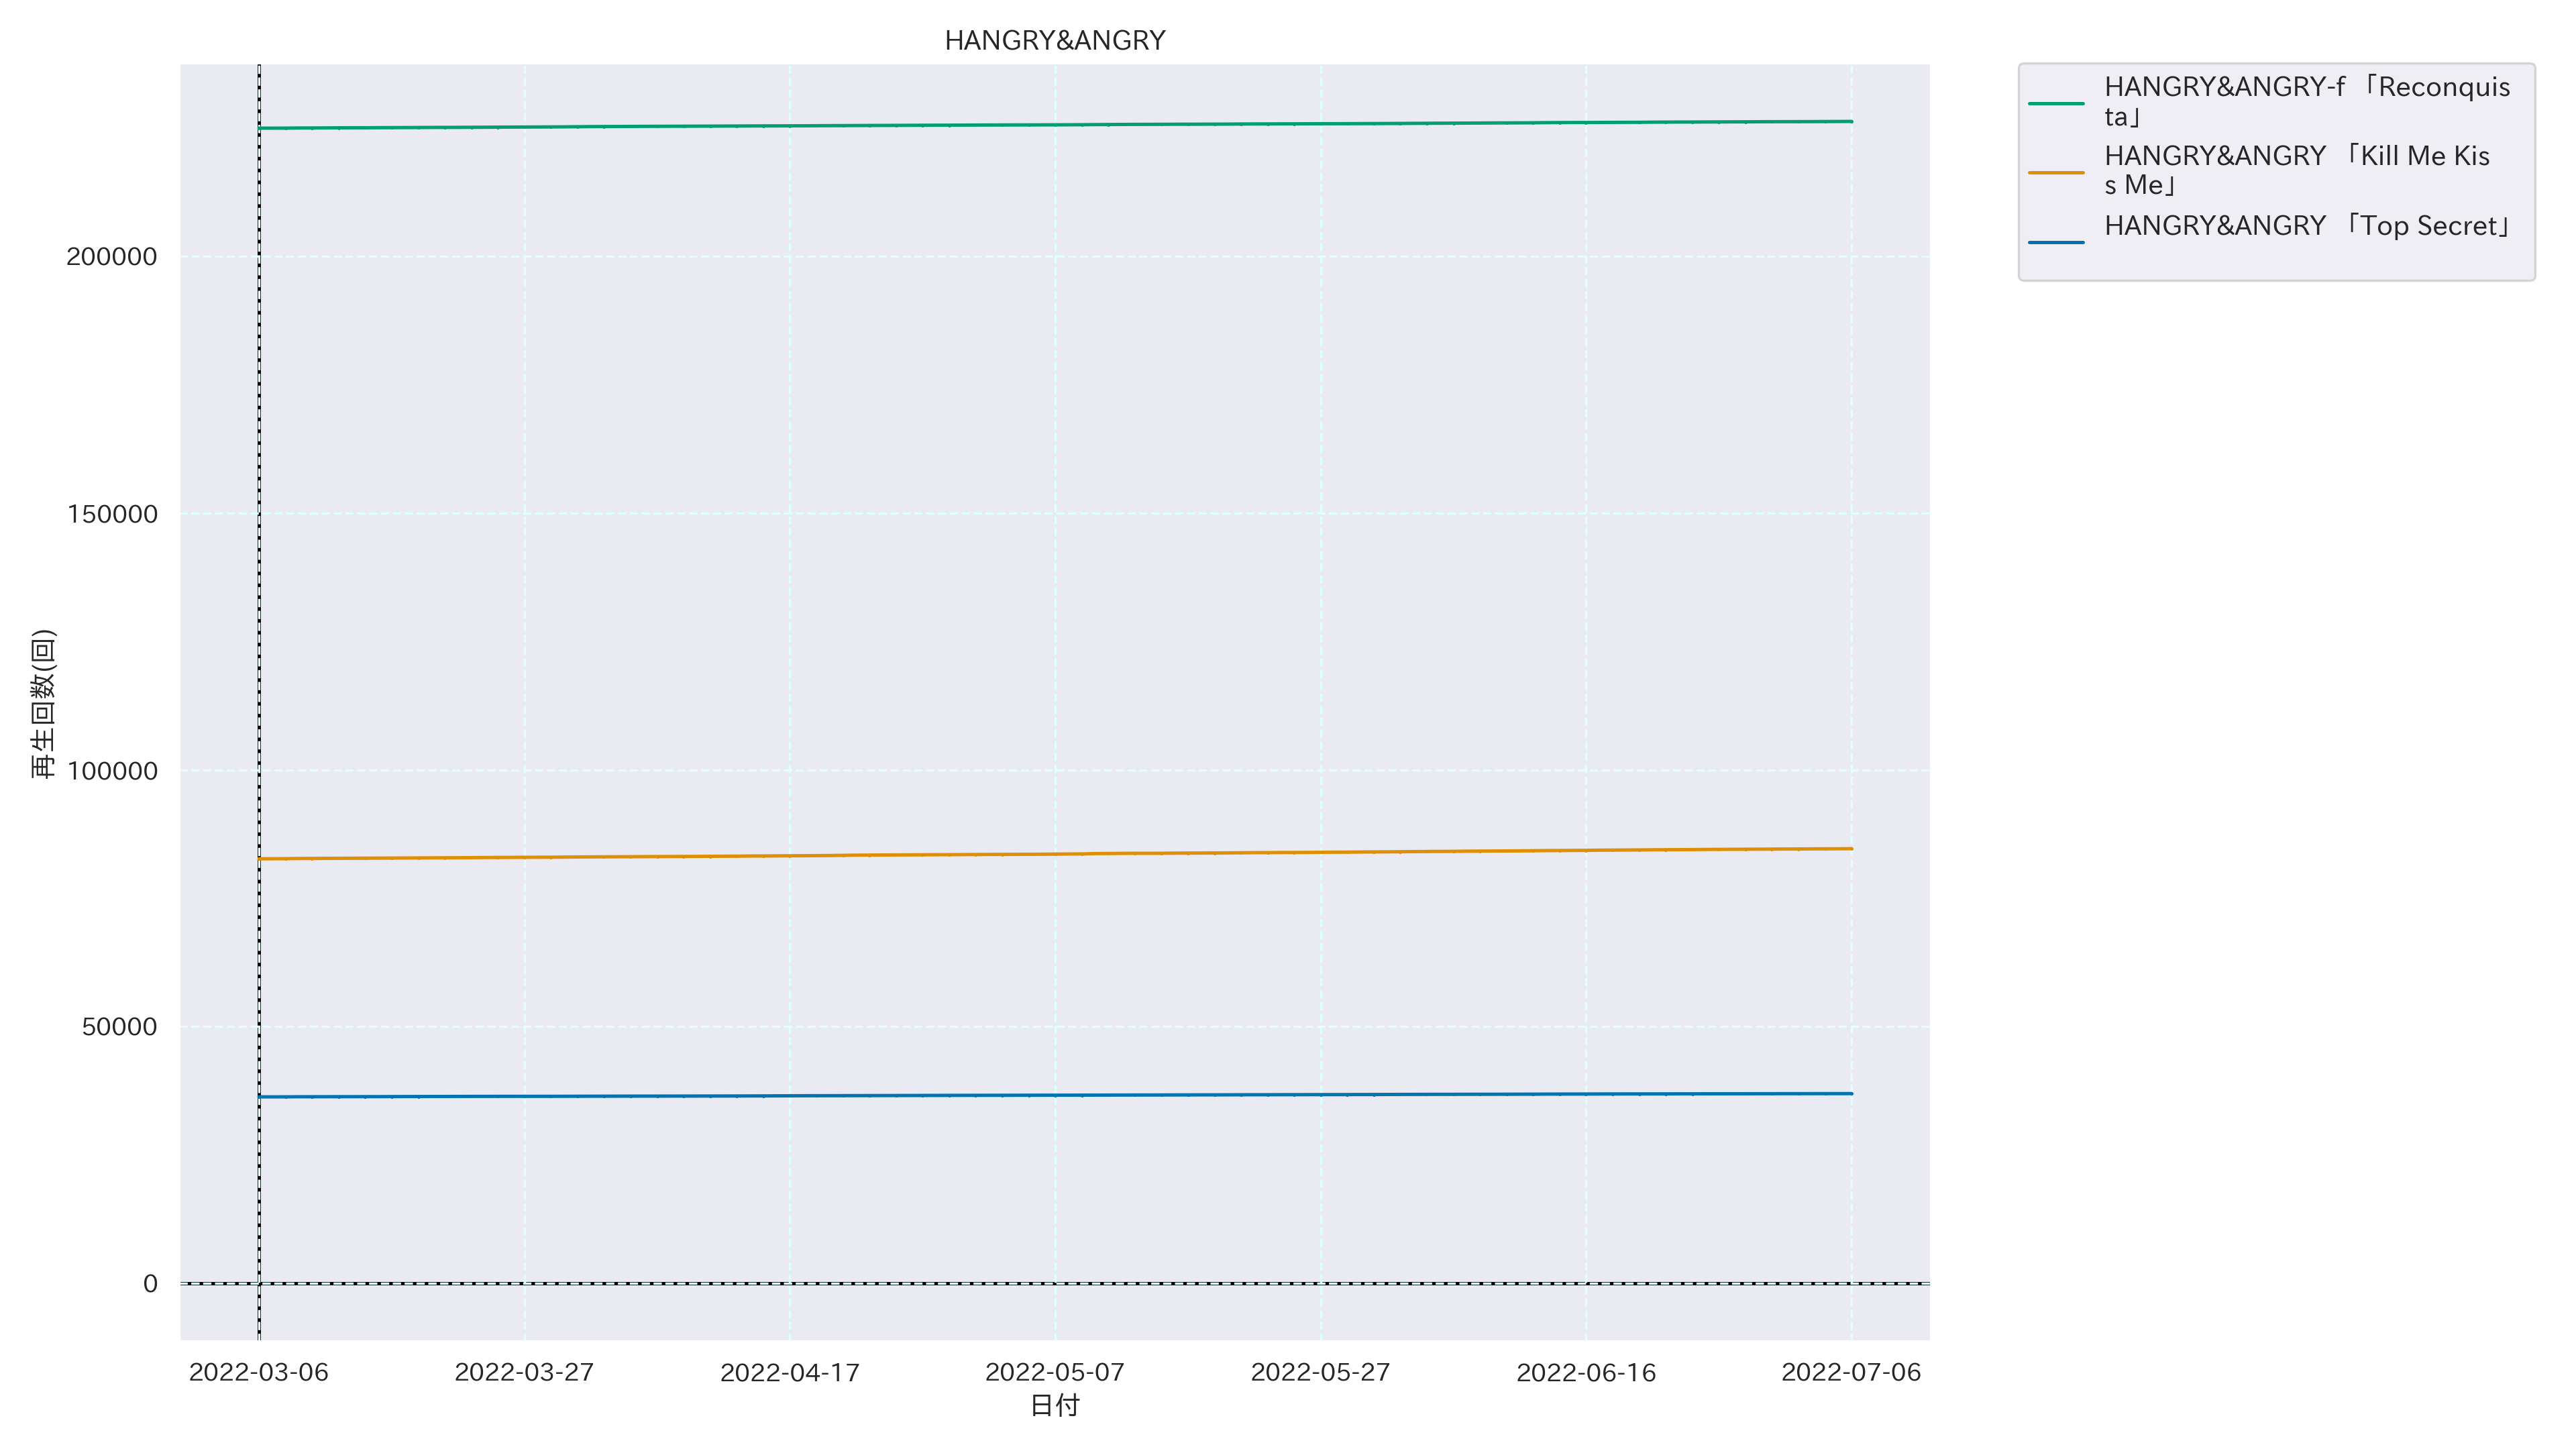 HANGRY&ANGRY
HANGRY&ANGRY-f 「Reconquis
ta」
HANGRY&ANGRY 「Kill Me Kis
s Me」
HANGRY&ANGRY 「Top Secret」
再生回数(回)
200000
150000
100000
50000
0
2022-03-06
2022-03-27
2022-04-17
2022-05-07
2022-05-27
2022-06-16
2022-07-06
日付